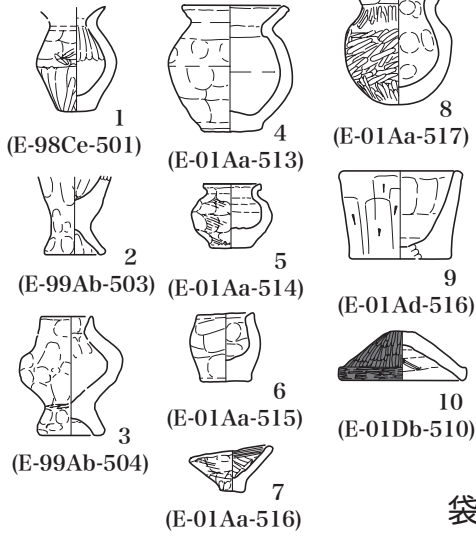 1
(E-98Ce-501)
2
(E-99Ab-503)
3
(E-99Ab-504)
4
(E-01Aa-513)
5
(E-01Aa-514)
6
(E-01Aa-515)
7
(E-01Aa-516)
8
(E-01Aa-517)
9
(E-01Ad-516)
10
(E-01Db-510)
袋